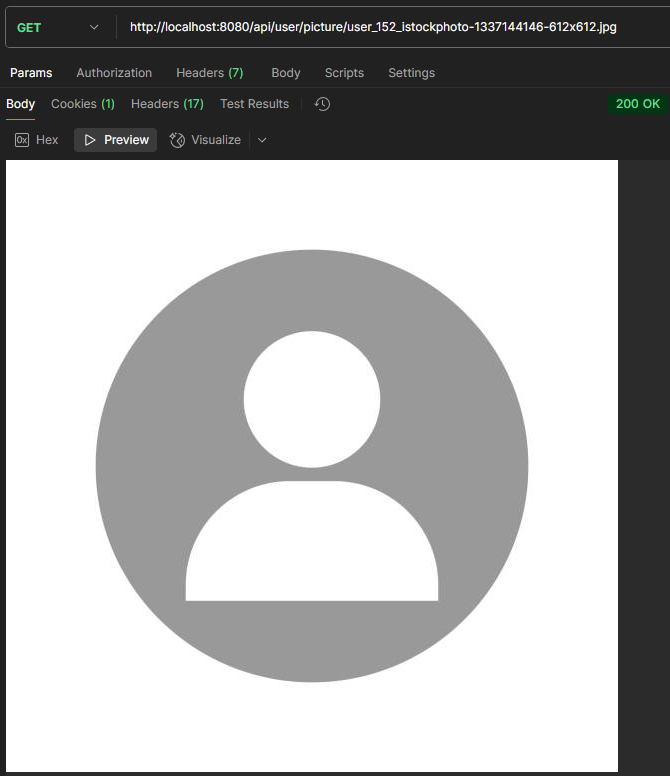 GET http://localhost:8080/api/user/picture/user_152_istockphoto-1337144146-612x612.jpg
Params Authorization Headers (7) Body Scripts Settings
Body Cookies (1) Headers (17) Test Results 200 OK
0x Hex Preview Visualize